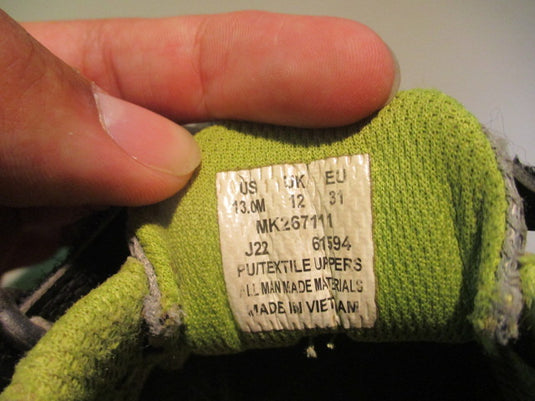 US UK EU
13.0M 12 31
MK267111
J22 61594
PU/TEXTILE UPPERS
ALL MAN MADE MATERIALS
MADE IN VIETNAM